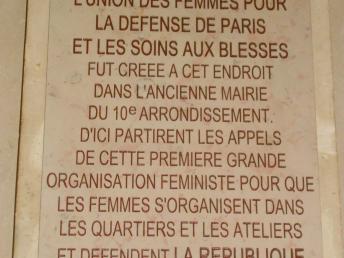 L'UNION DES FEMMES POUR
LA DEFENSE DE PARIS
ET LES SOINS AUX BLESSES
FUT CREEE A CET ENDROIT
DANS L'ANCIENNE MAIRIE
DU 10e ARRONDISSEMENT.
D'ICI PARTIRENT LES APPELS
DE CETTE PREMIERE GRANDE
ORGANISATION FEMINISTE POUR QUE
LES FEMMES S'ORGANISENT DANS
LES QUARTIERS ET LES ATELIERS
ET DEFENDENT LA REPUBLIQUE